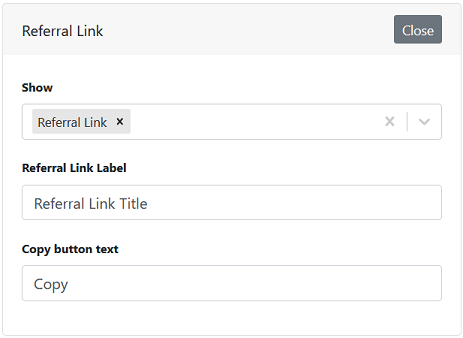 Referral Link
Close
Show
Referral Link ×
Referral Link Label
Referral Link Title
Copy button text
Copy